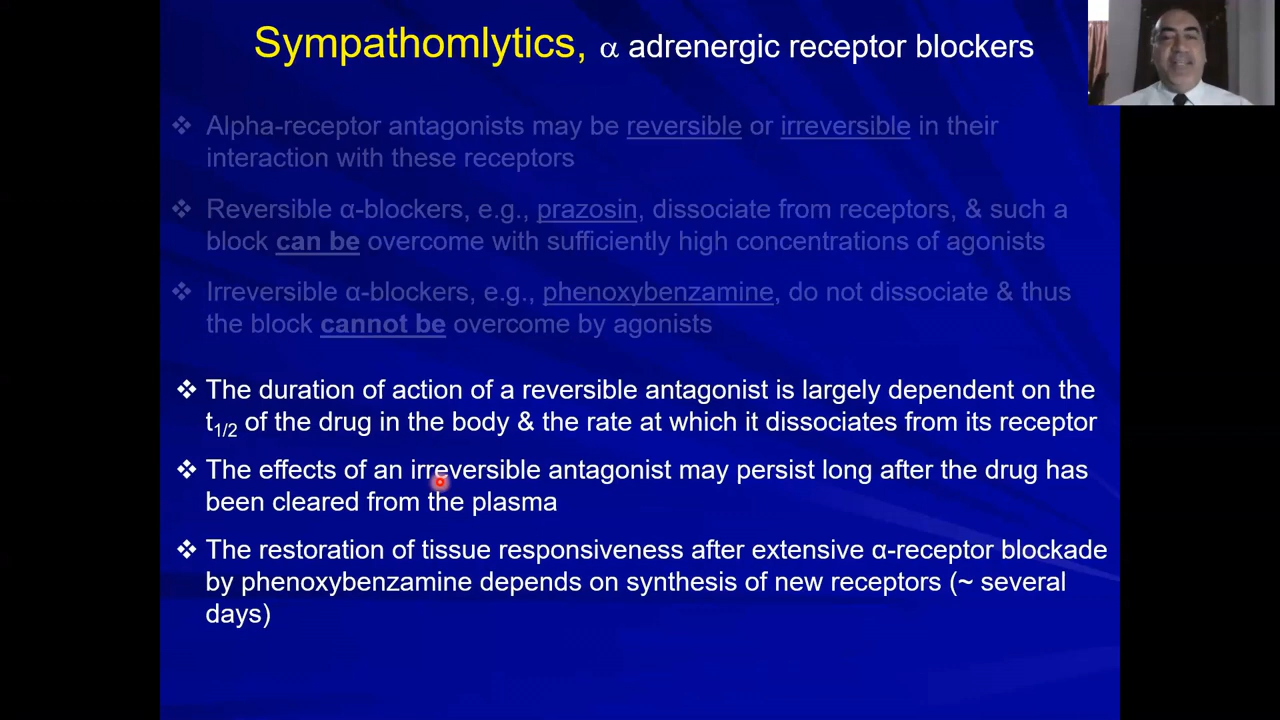 Sympathomlytics, α adrenergic receptor blockers
❖ Alpha-receptor antagonists may be reversible or irreversible in their
interaction with these receptors
❖ Reversible α-blockers, e.g., prazosin, dissociate from receptors, & such a
block can be overcome with sufficiently high concentrations of agonists
❖ Irreversible α-blockers, e.g., phenoxybenzamine, do not dissociate & thus
the block cannot be overcome by agonists
❖ The duration of action of a reversible antagonist is largely dependent on the
t1/2 of the drug in the body & the rate at which it dissociates from its receptor
❖ The effects of an irreversible antagonist may persist long after the drug has
been cleared from the plasma
❖ The restoration of tissue responsiveness after extensive α-receptor blockade
by phenoxybenzamine depends on synthesis of new receptors (~ several
days)